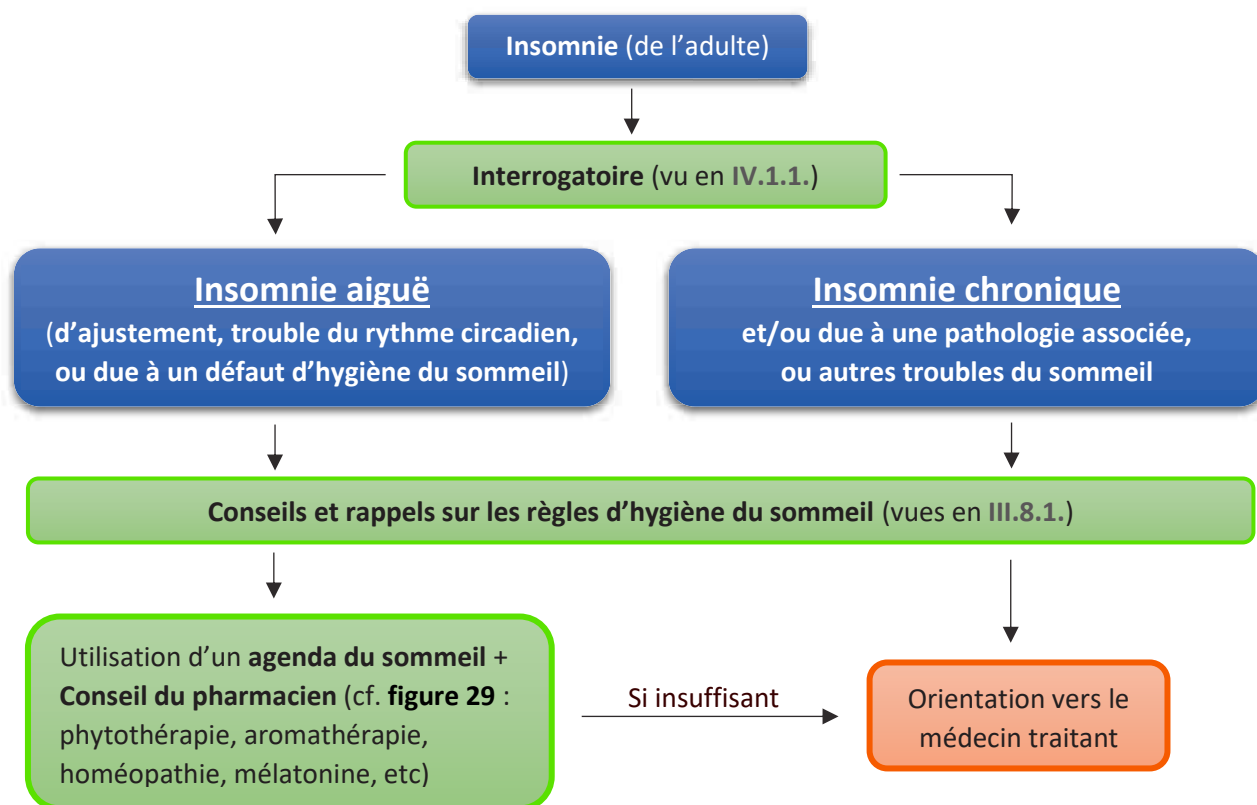 Insomnie (de l'adulte)
Interrogatoire (vu en IV.1.1.)
Insomnie aiguë
(d'ajustement, trouble du rythme circadien,
ou due à un défaut d'hygiène du sommeil)
Insomnie chronique
et/ou due à une pathologie associée,
ou autres troubles du sommeil
Conseils et rappels sur les règles d'hygiène du sommeil (vues en III.8.1.)
Utilisation d'un agenda du sommeil +
Conseil du pharmacien (cf. figure 29 :
phytothérapie, aromathérapie,
homéopathie, mélatonine, etc)
Si insuffisant
Orientation vers le
médecin traitant